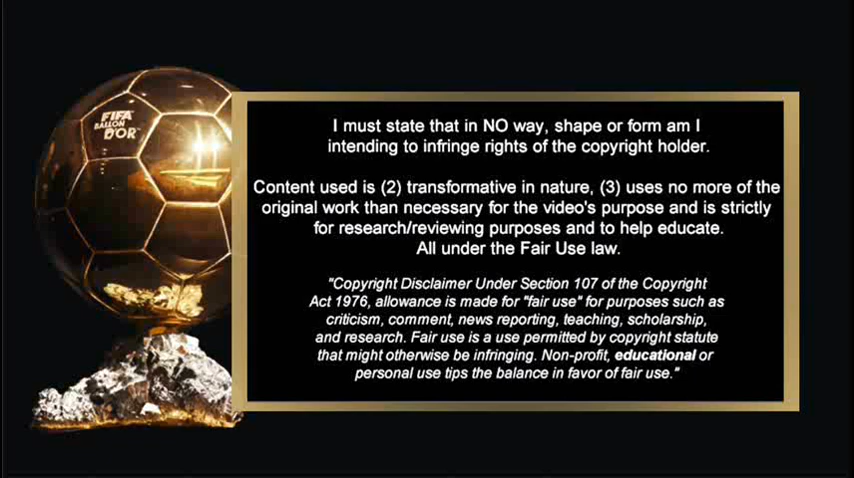 FIFA
BALLON
D'OR
I must state that in NO way, shape or form am I
intending to infringe rights of the copyright holder.
Content used is (2) transformative in nature, (3) uses no more of the
original work than necessary for the video's purpose and is strictly
for research/reviewing purposes and to help educate.
All under the Fair Use law.
"Copyright Disclaimer Under Section 107 of the Copyright
Act 1976, allowance is made for "fair use" for purposes such as
criticism, comment, news reporting, teaching, scholarship,
and research. Fair use is a use permitted by copyright statute
that might otherwise be infringing. Non-profit, educational or
personal use tips the balance in favor of fair use."